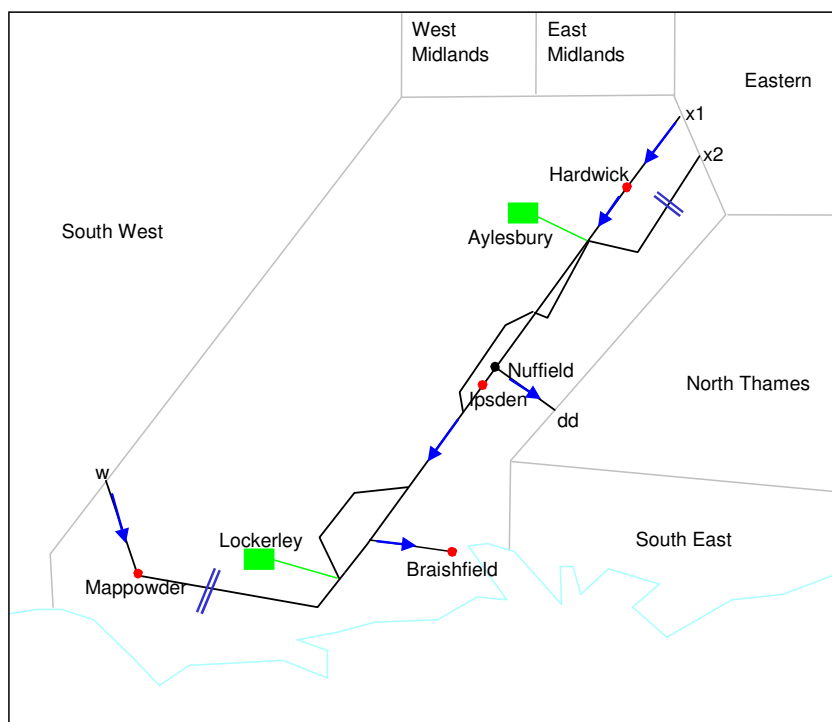 West
Midlands
East
Midlands
Eastern
x1
x2
Hardwick
South West
Aylesbury
Nuffield
Ipsden
North Thames
dd
w
Lockerley
South East
Braishfield
Mappowder